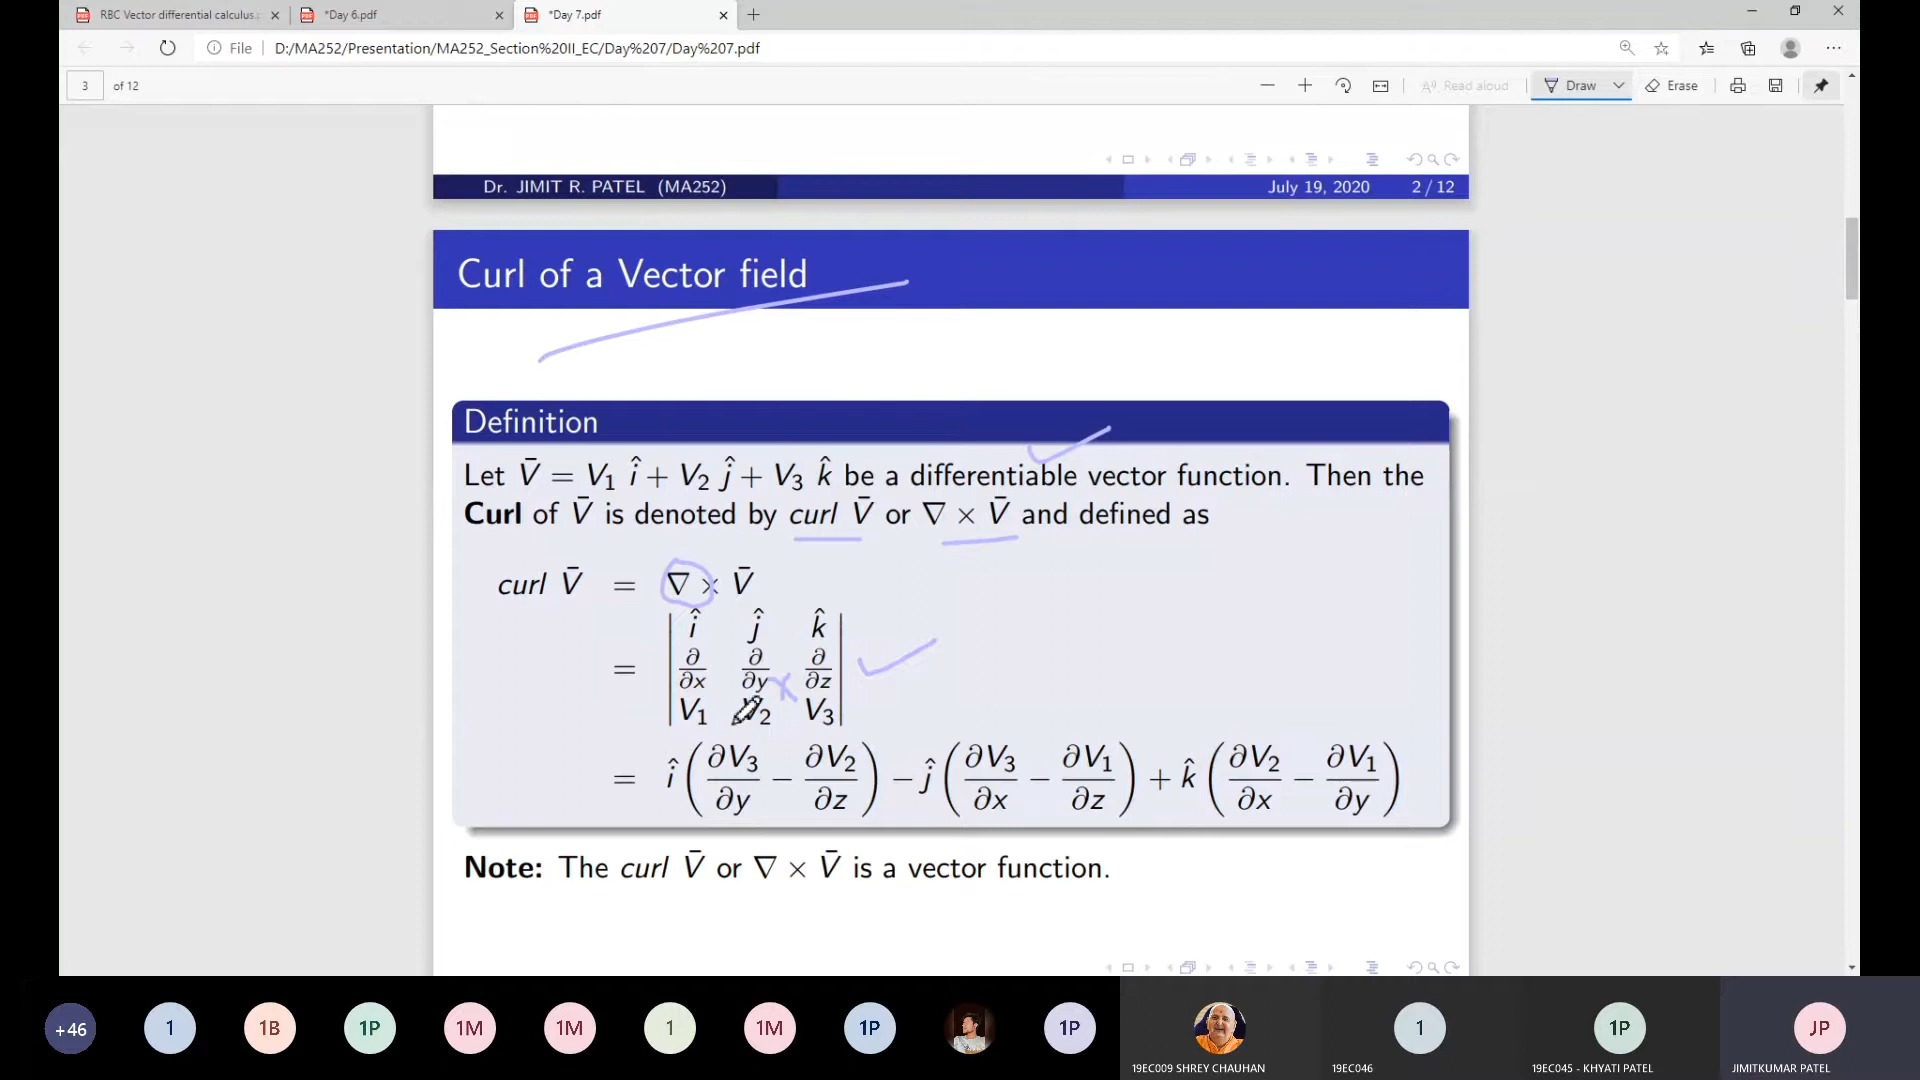 RBC Vector differential calculus.
*Day 6.pdf
*Day 7.pdf
File
D:/MA252/Presentation/MA252_Section%20II_EC/Day%207/Day%207.pdf
3 of 12
Read aloud
Draw
Erase
Dr. JIMIT R. PATEL (MA252) July 19, 2020 2 / 12
Curl of a Vector field
Definition
Let V̄ = V₁ î + V₂ ĵ + V₃ k̂ be a differentiable vector function. Then the
Curl of V̄ is denoted by curl V̄ or ∇ × V̄ and defined as
curl V̄ = ∇ × V̄
= | î ĵ k̂ |
| ∂/∂x ∂/∂y ∂/∂z |
| V₁ V₂ V₃ |
= î (∂V₃/∂y − ∂V₂/∂z) − ĵ (∂V₃/∂x − ∂V₁/∂z) + k̂ (∂V₂/∂x − ∂V₁/∂y)
Note: The curl V̄ or ∇ × V̄ is a vector function.
+46 1 1B 1P 1M 1M 1 1M 1P 1P 1 1P JP
19EC009 SHREY CHAUHAN 19EC046 19EC045 - KHYATI PATEL JIMITKUMAR PATEL